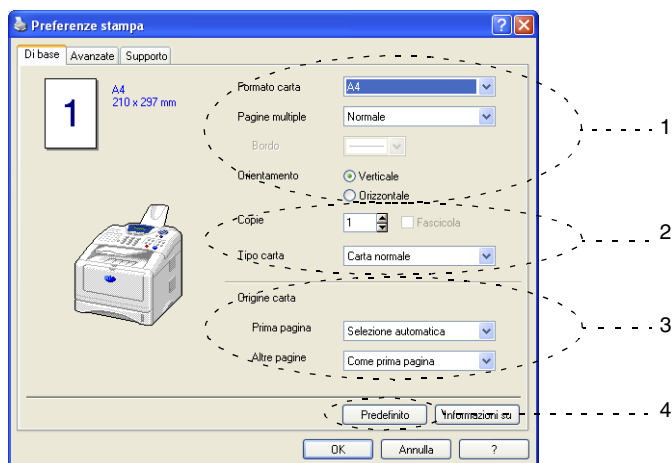 Preferenze stampa
Di base Avanzate Supporto
1
A4
210 x 297 mm
Formato carta A4
Pagine multiple Normale
Bordo
Orientamento Verticale
Orizzontale
1
Copie 1 Fascicola
2
Tipo carta Carta normale
Origine carta
Prima pagina Selezione automatica
3
Altre pagine Come prima pagina
Predefinito Informazioni su
4
OK Annulla ?